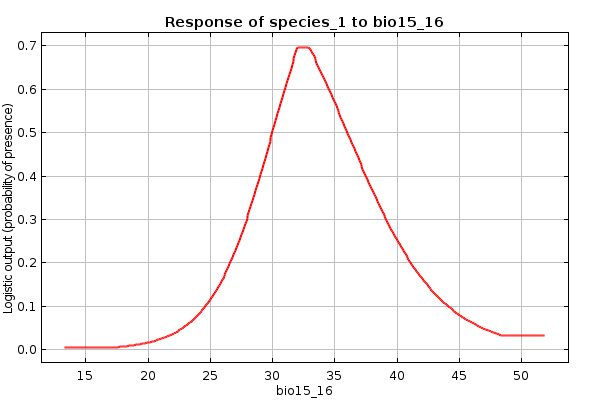 Response of species_1 to bio15_16
Logistic output (probability of presence)
0.7
0.6
0.5
0.4
0.3
0.2
0.1
0.0
15 20 25 30 35 40 45 50
bio15_16